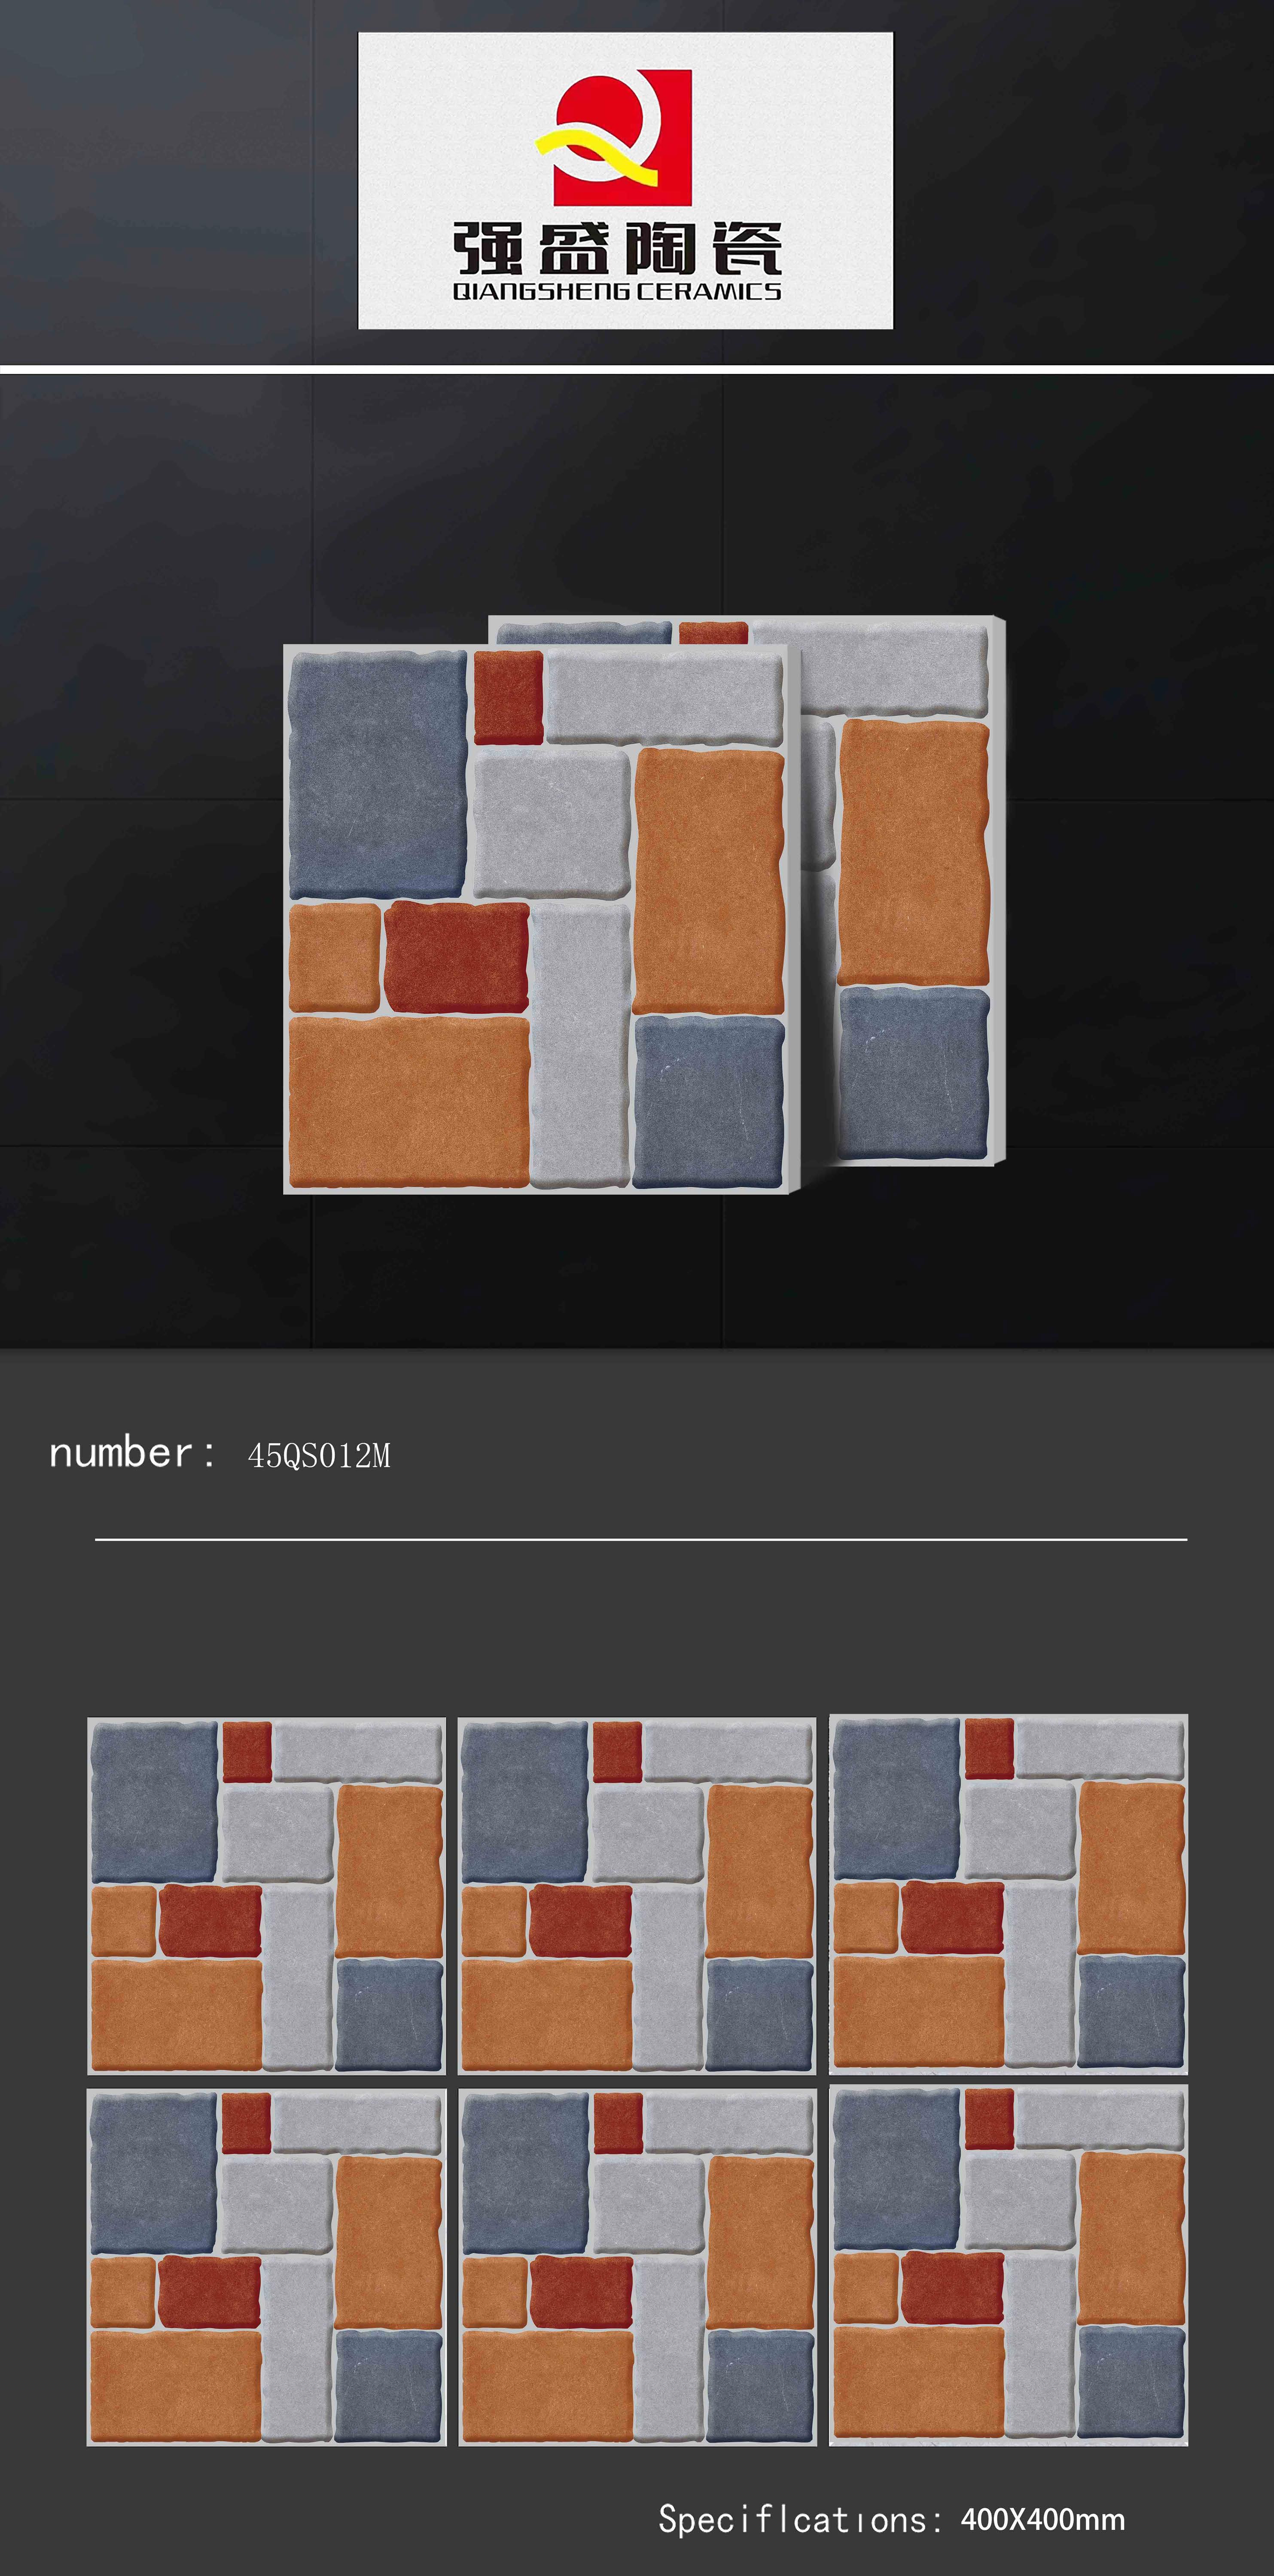 强盛陶瓷
QIANGSHENG CERAMICS
number: 45QS012M
Speciflcatıons: 400X400mm